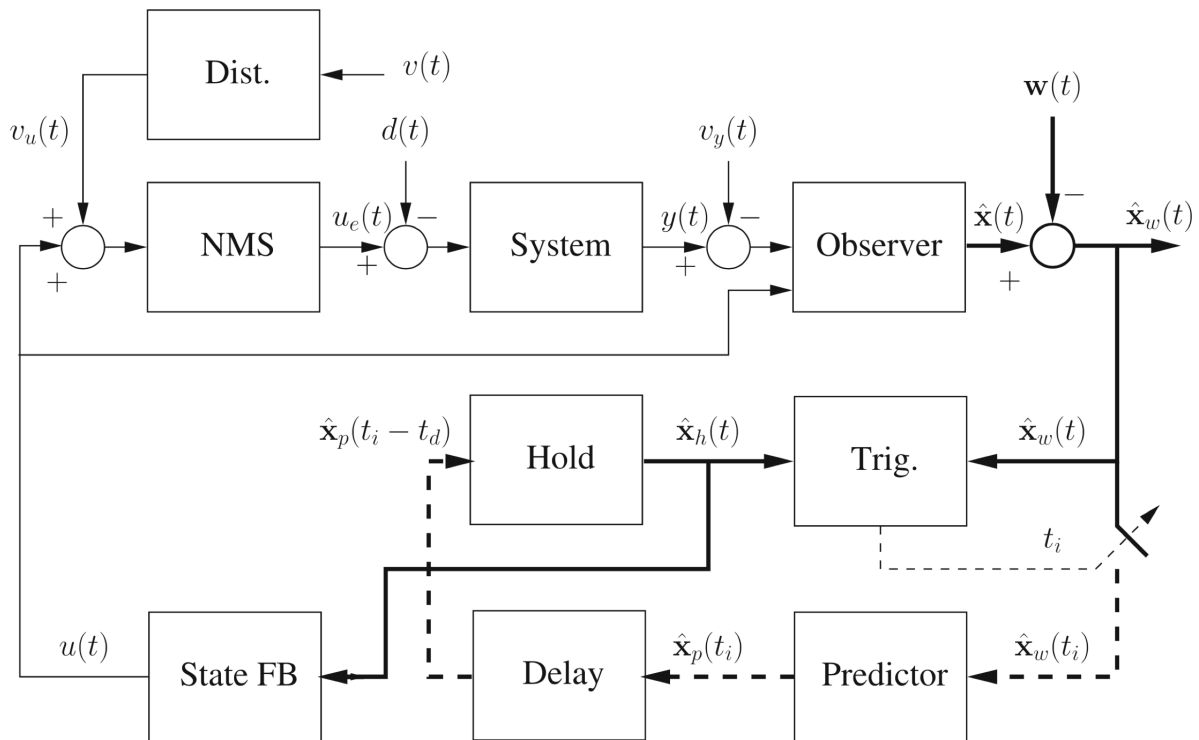 Dist.
v(t)
w(t)
v_u(t)
d(t)
v_y(t)
+
−
−
−
NMS
u_e(t)
System
y(t)
Observer
x̂(t)
x̂_w(t)
+
+
+
+
x̂_p(t_i − t_d)
Hold
x̂_h(t)
Trig.
x̂_w(t)
t_i
u(t)
State FB
Delay
x̂_p(t_i)
Predictor
x̂_w(t_i)